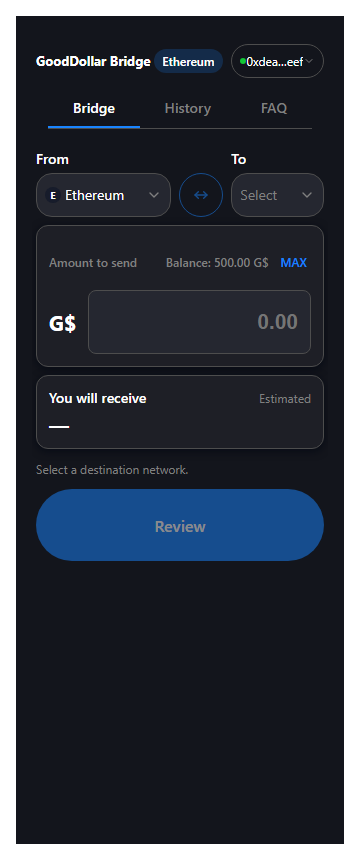 GoodDollar Bridge Ethereum 0xdea...eef
Bridge History FAQ
From To
E Ethereum Select
Amount to send Balance: 500.00 G$ MAX
G$ 0.00
You will receive Estimated
—
Select a destination network.
Review